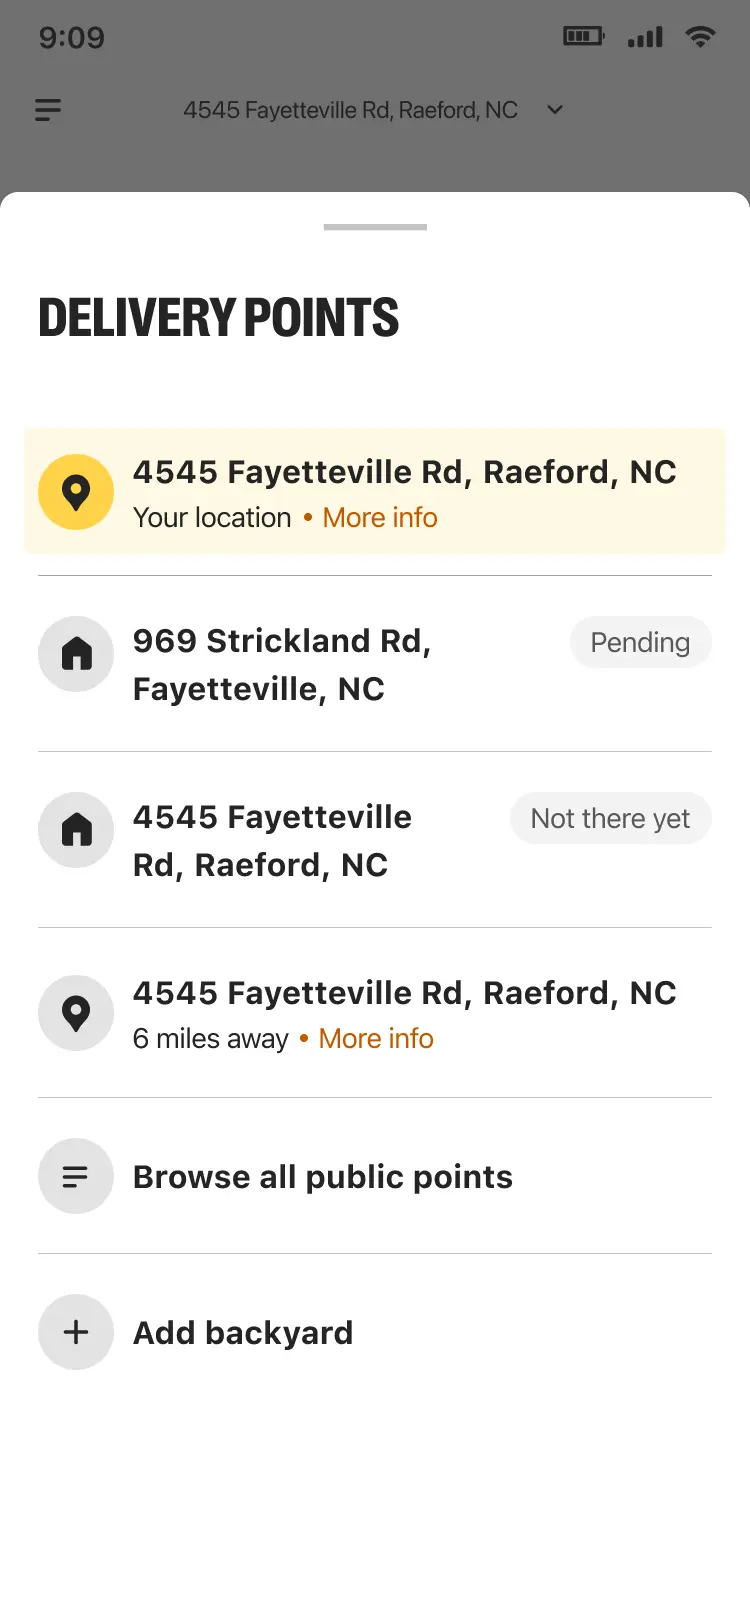 9:09
4545 Fayetteville Rd, Raeford, NC
DELIVERY POINTS
4545 Fayetteville Rd, Raeford, NC
Your location • More info
969 Strickland Rd,
Fayetteville, NC
Pending
4545 Fayetteville
Rd, Raeford, NC
Not there yet
4545 Fayetteville Rd, Raeford, NC
6 miles away • More info
Browse all public points
Add backyard